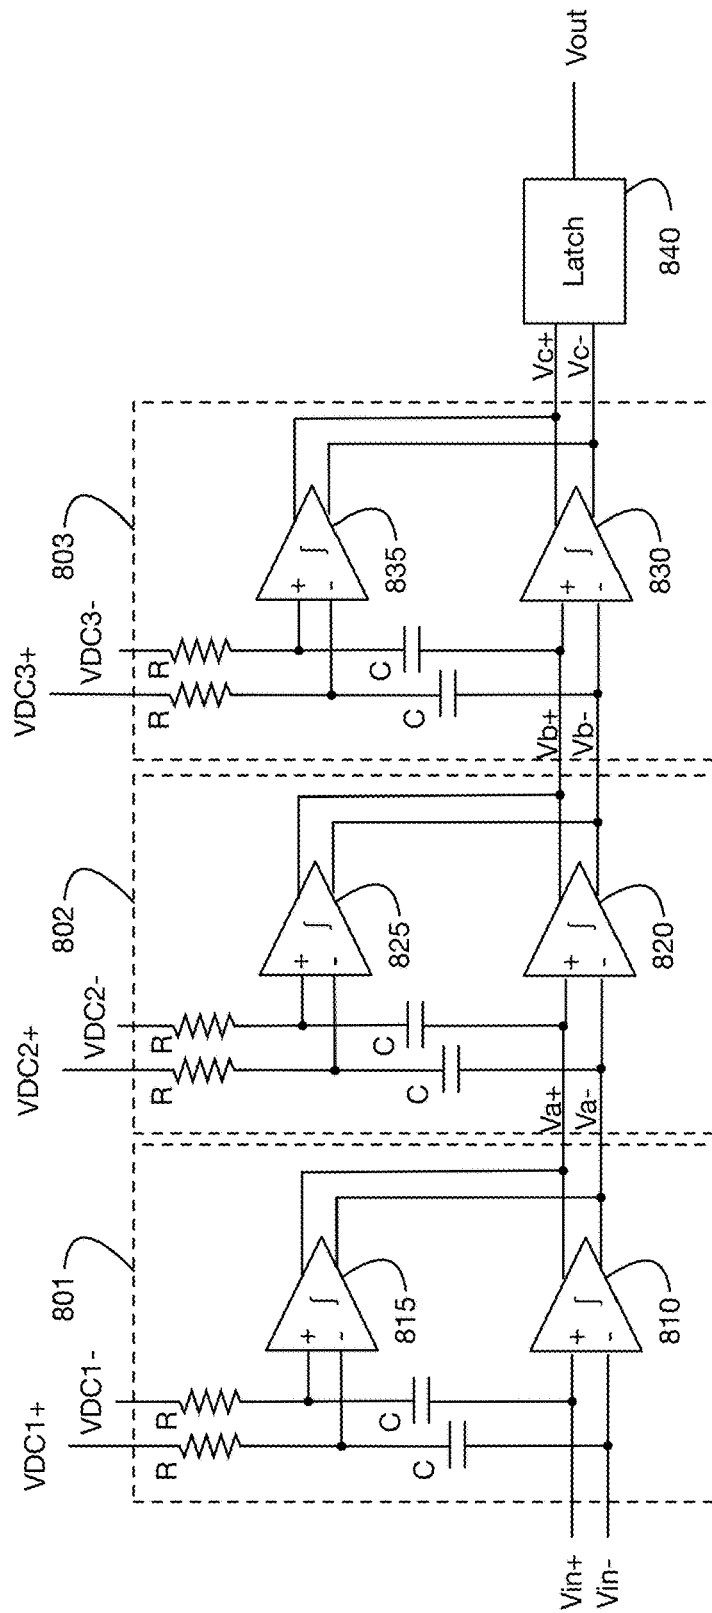 VDC1+
VDC1-
801
R
R
C
C
+
-
∫
815
Vin+
Vin-
+
-
∫
810
VDC2+
VDC2-
802
R
R
C
C
+
-
∫
825
Va+
Va-
+
-
∫
820
VDC3+
VDC3-
803
R
R
C
C
+
-
∫
835
Vb+
Vb-
+
-
∫
830
Vc+
Vc-
Latch
840
Vout